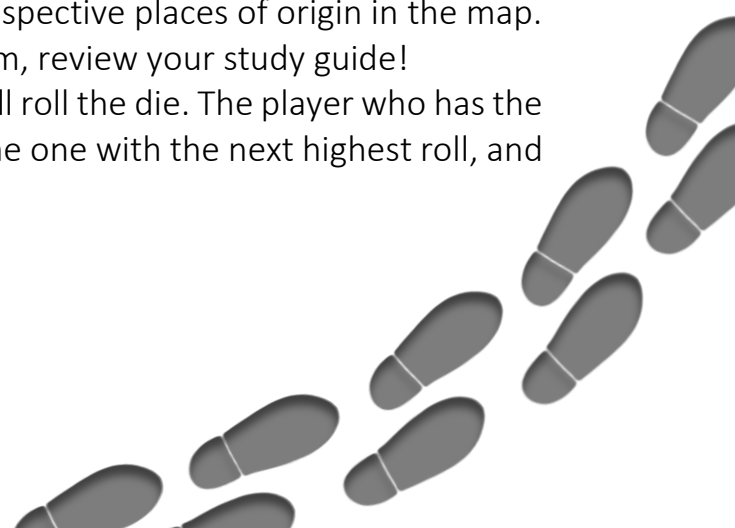 spective places of origin in the map.
m, review your study guide!
ll roll the die. The player who has the
e one with the next highest roll, and